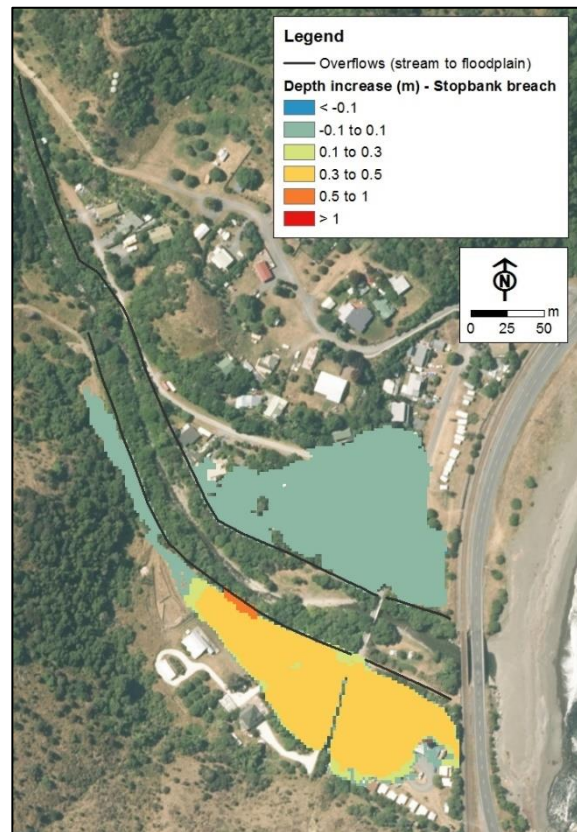 Legend
Overflows (stream to floodplain)
Depth increase (m) - Stopbank breach
< -0.1
-0.1 to 0.1
0.1 to 0.3
0.3 to 0.5
0.5 to 1
> 1
N
0 25 50 m